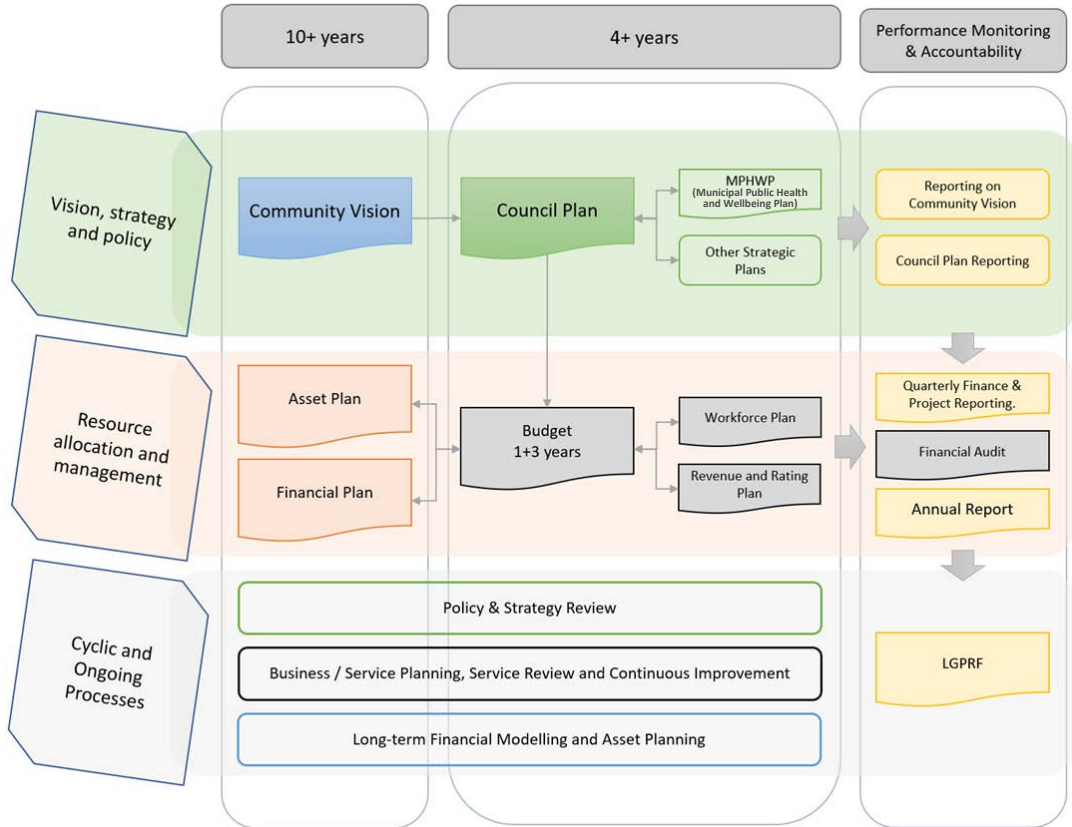 10+ years
4+ years
Performance Monitoring
& Accountability
Vision, strategy
and policy
Community Vision
Council Plan
MPHWP
(Municipal Public Health
and Wellbeing Plan)
Other Strategic
Plans
Reporting on
Community Vision
Council Plan Reporting
Resource
allocation and
management
Asset Plan
Financial Plan
Budget
1+3 years
Workforce Plan
Revenue and Rating
Plan
Quarterly Finance &
Project Reporting.
Financial Audit
Annual Report
Cyclic and
Ongoing
Processes
Policy & Strategy Review
Business / Service Planning, Service Review and Continuous Improvement
Long-term Financial Modelling and Asset Planning
LGPRF